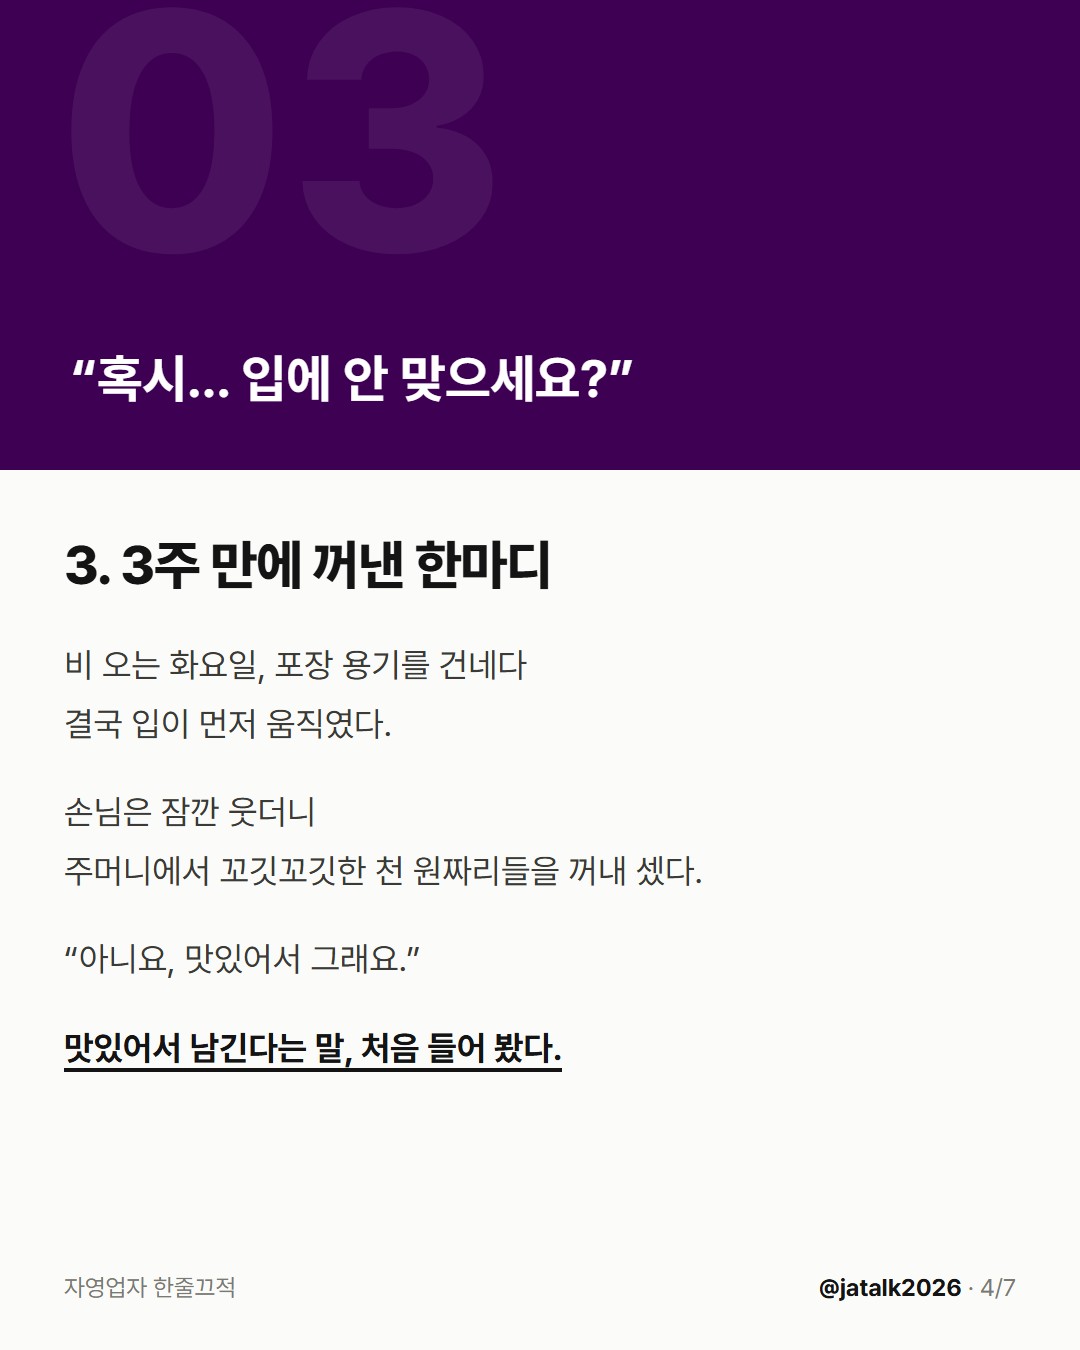 03
“혹시... 입에 안 맞으세요?”
3. 3주 만에 꺼낸 한마디
비 오는 화요일, 포장 용기를 건네다
결국 입이 먼저 움직였다.
손님은 잠깐 웃더니
주머니에서 꼬깃꼬깃한 천 원짜리들을 꺼내 셌다.
“아니요, 맛있어서 그래요.”
맛있어서 남긴다는 말, 처음 들어 봤다.
자영업자 한줄끄적
@jatalk2026 · 4/7